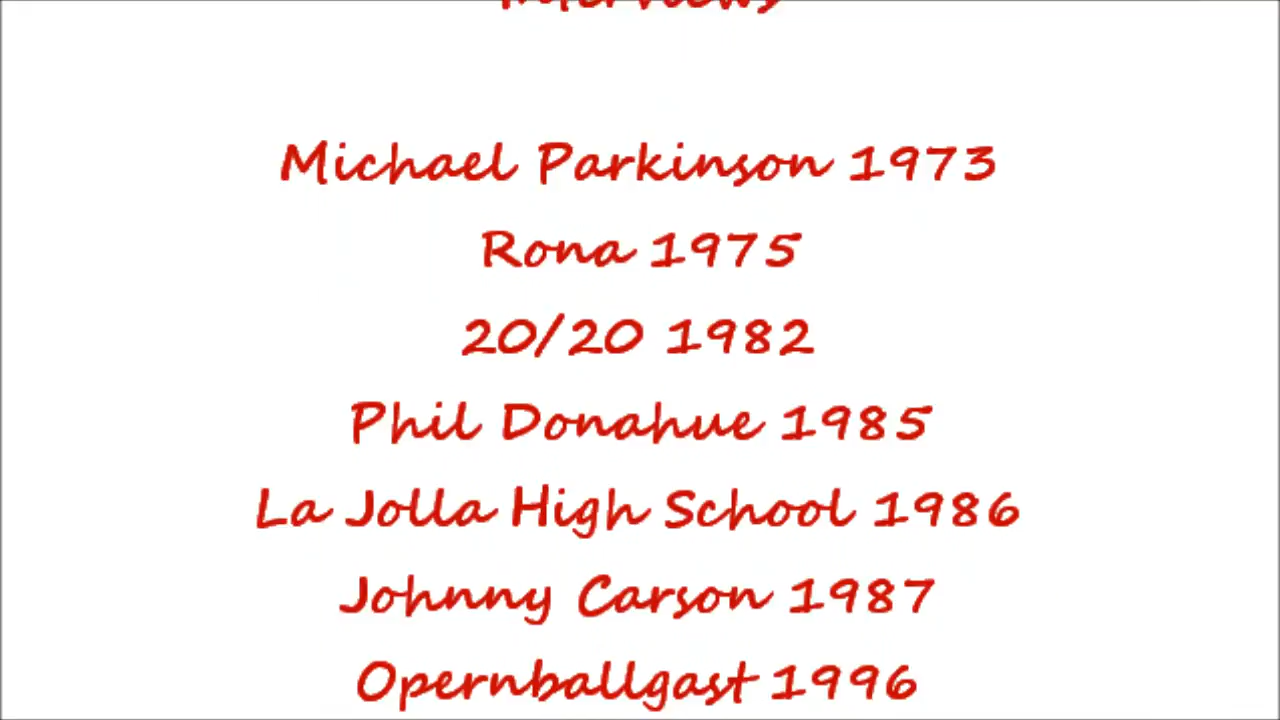 Interviews
Michael Parkinson 1973
Rona 1975
20/20 1982
Phil Donahue 1985
La Jolla High School 1986
Johnny Carson 1987
Opernballgast 1996